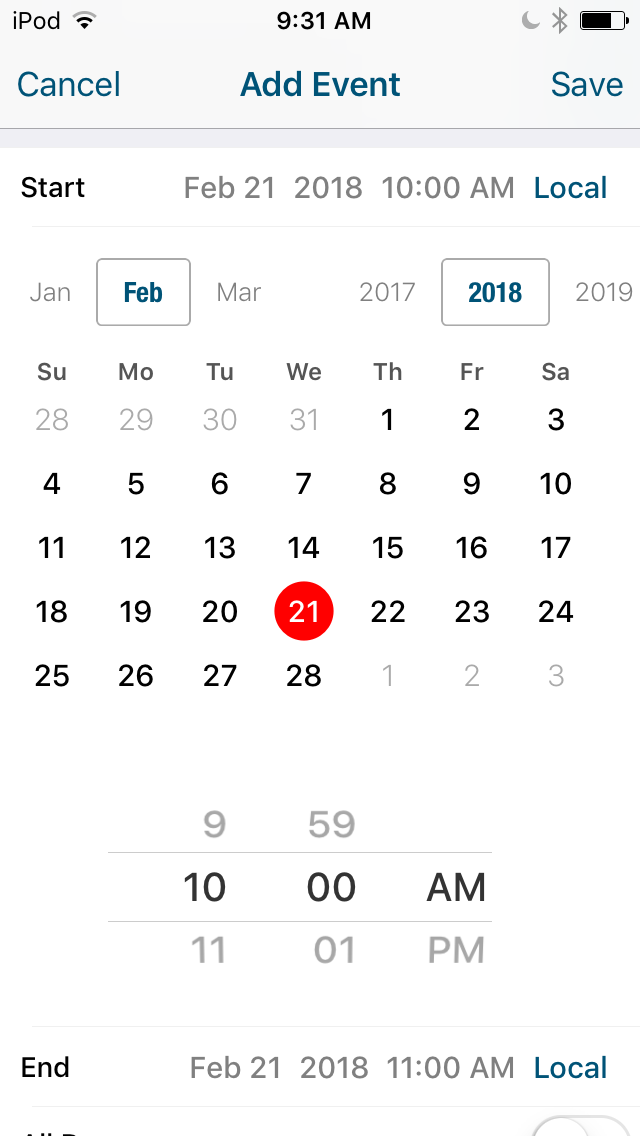 iPod 9:31 AM
Cancel Add Event Save
Start Feb 21 2018 10:00 AM Local
Jan Feb Mar 2017 2018 2019
Su Mo Tu We Th Fr Sa
28 29 30 31 1 2 3
4 5 6 7 8 9 10
11 12 13 14 15 16 17
18 19 20 21 22 23 24
25 26 27 28 1 2 3
9 59
10 00 AM
11 01 PM
End Feb 21 2018 11:00 AM Local